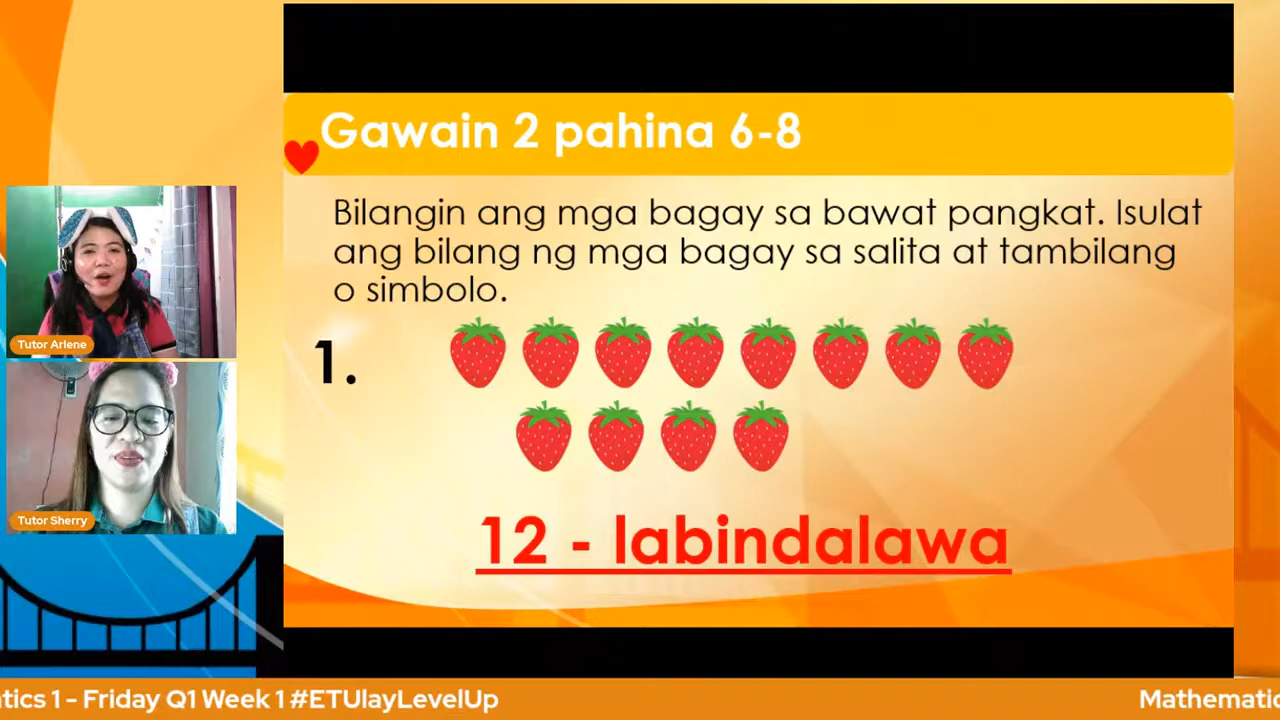 Gawain 2 pahina 6-8
Bilangin ang mga bagay sa bawat pangkat. Isulat
ang bilang ng mga bagay sa salita at tambilang
o simbolo.
1.
12 - labindalawa
Tutor Arlene
Tutor Sherry
tics 1 - Friday Q1 Week 1 #ETUlayLevelUp
Mathematic